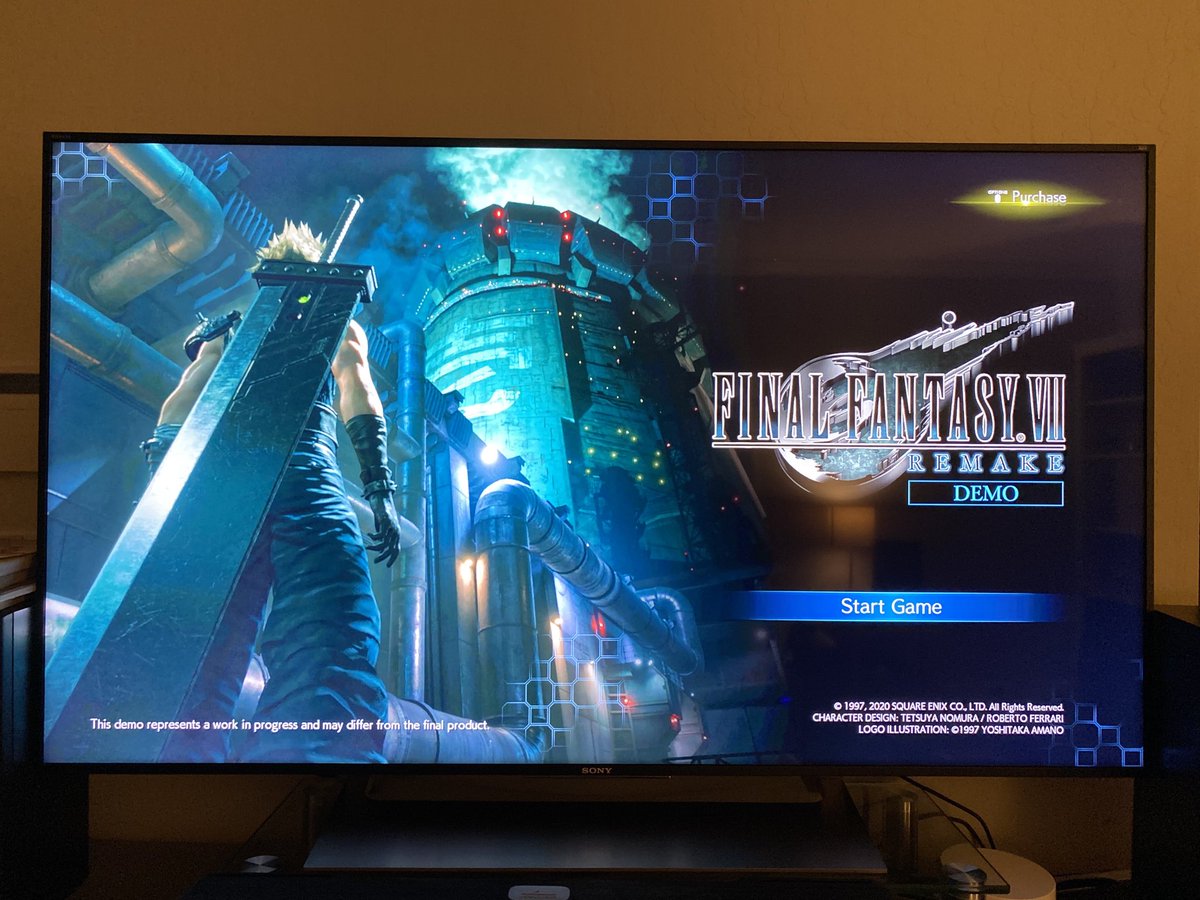 OPTIONS Purchase
FINAL FANTASY. VII
REMAKE
DEMO
Start Game
This demo represents a work in progress and may differ from the final product.
© 1997, 2020 SQUARE ENIX CO., LTD. All Rights Reserved.
CHARACTER DESIGN: TETSUYA NOMURA / ROBERTO FERRARI
LOGO ILLUSTRATION: ©1997 YOSHITAKA AMANO
SONY